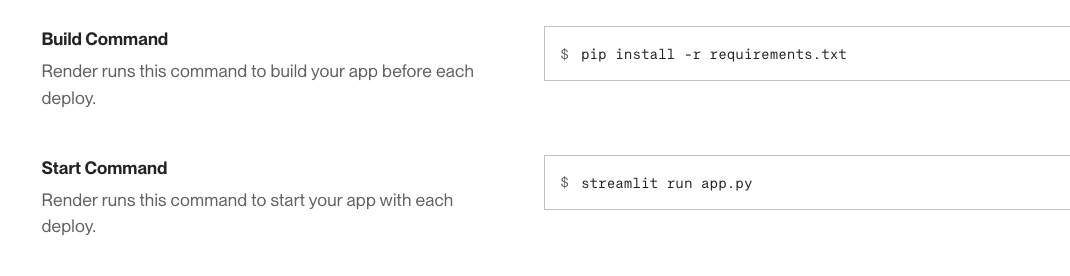 Build Command
Render runs this command to build your app before each
deploy.
$ pip install -r requirements.txt
Start Command
Render runs this command to start your app with each
deploy.
$ streamlit run app.py